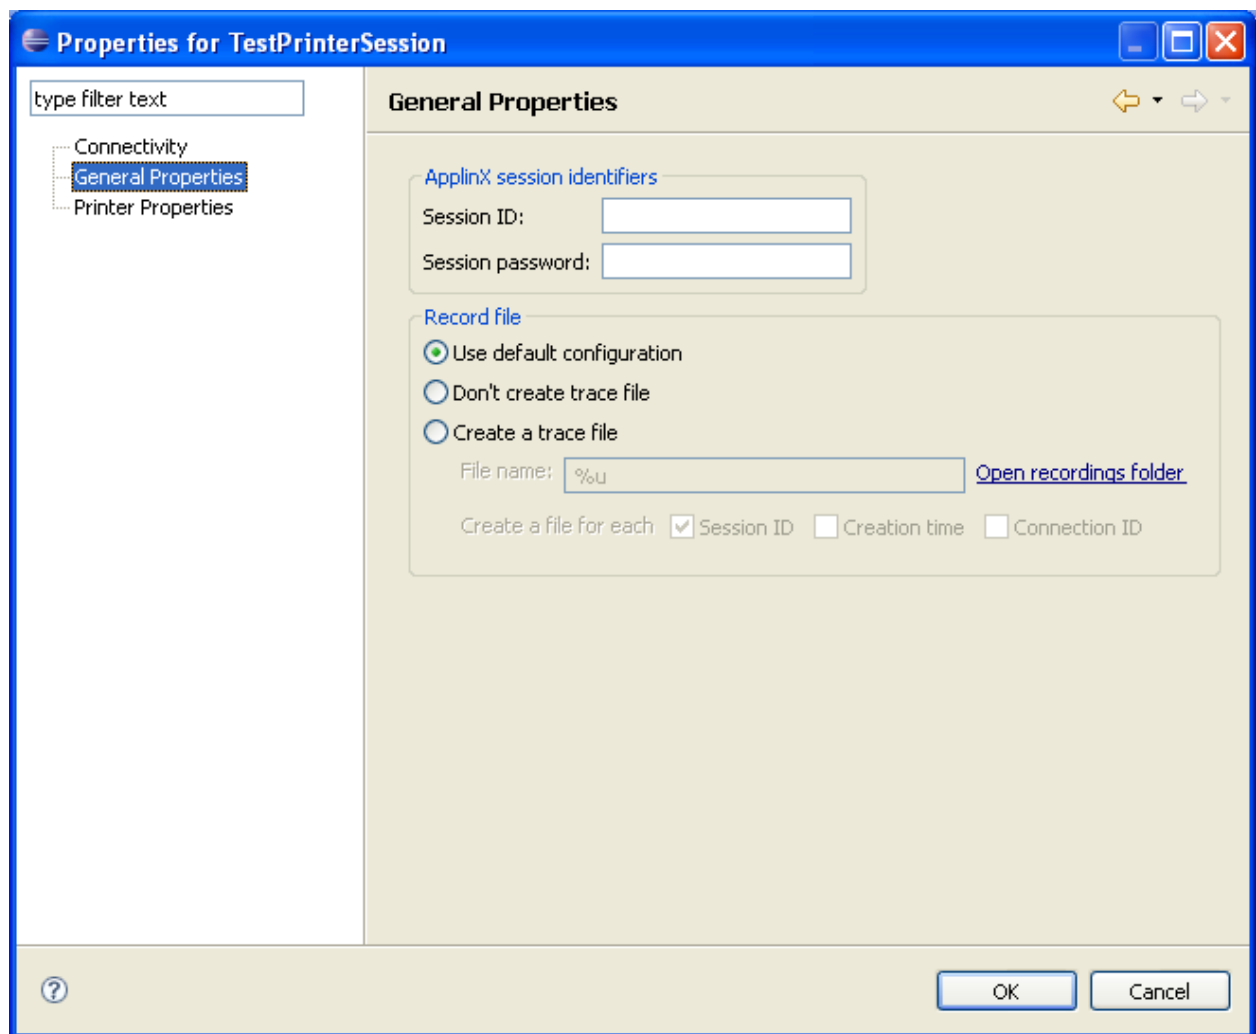 Properties for TestPrinterSession
type filter text
Connectivity
General Properties
Printer Properties
General Properties
ApplinX session identifiers
Session ID:
Session password:
Record file
Use default configuration
Don't create trace file
Create a trace file
File name: %u Open recordings folder
Create a file for each Session ID Creation time Connection ID
? OK Cancel